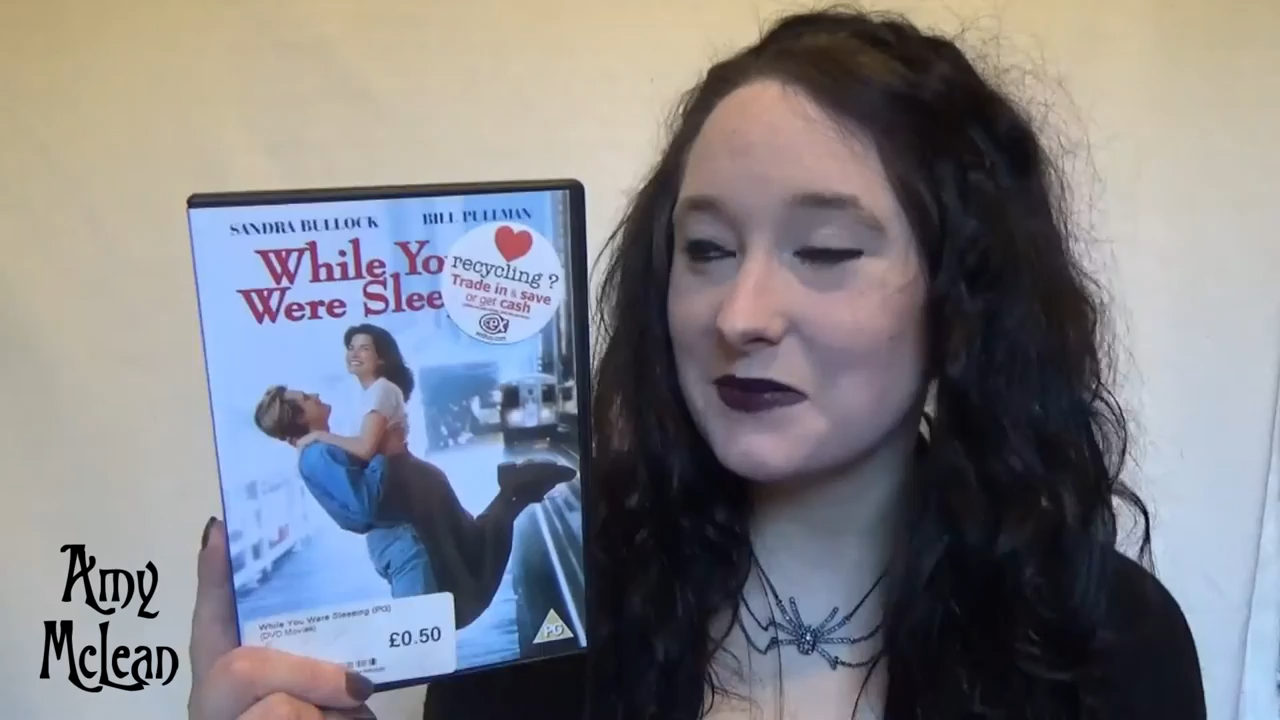 SANDRA BULLOCK BILL PULLMAN
While Yo
Were Slee
recycling ?
Trade in & save
or get cash
cex
PG
While You Were Sleeping (PG)
(DVD Movies)
£0.50
Amy
McLean